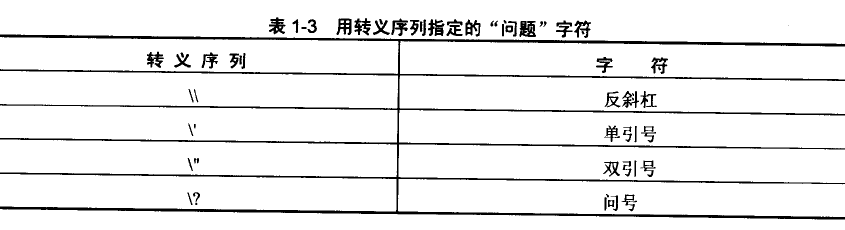 表 1-3 用转义序列指定的“问题”字符
转 义 序 列 字 符
\\ 反斜杠
\' 单引号
\" 双引号
\? 问号